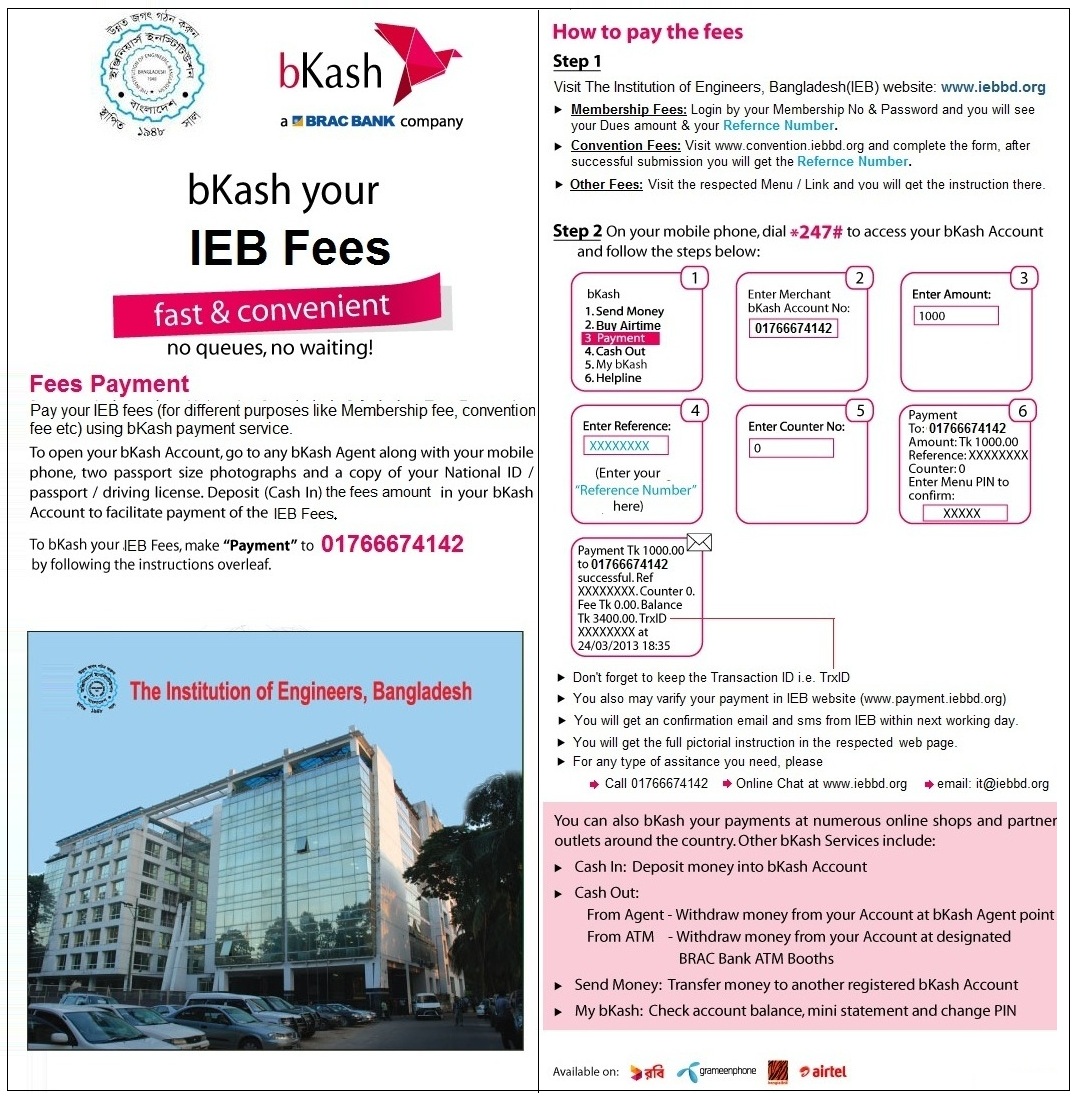 উন্নত জগৎ গঠন করুন
ইঞ্জিনিয়ার্স ইনস্টিটিউশন
THE INSTITUTION OF ENGINEERS, BANGLADESH
BANGLADESH
1948
• বাংলাদেশ •
স্থাপিত ১৯৪৮ সাল
bKash
a BRAC BANK company
bKash your
IEB Fees
fast & convenient
no queues, no waiting!
Fees Payment
Pay your IEB fees (for different purposes like Membership fee, convention
fee etc) using bKash payment service.
To open your bKash Account, go to any bKash Agent along with your mobile
phone, two passport size photographs and a copy of your National ID /
passport / driving license. Deposit (Cash In) the fees amount in your bKash
Account to facilitate payment of the IEB Fees.
To bKash your IEB Fees, make “Payment” to 01766674142
by following the instructions overleaf.
The Institution of Engineers, Bangladesh
How to pay the fees
Step 1
Visit The Institution of Engineers, Bangladesh(IEB) website: www.iebbd.org
► Membership Fees: Login by your Membership No & Password and you will see
your Dues amount & your Refernce Number.
► Convention Fees: Visit www.convention.iebbd.org and complete the form, after
successful submission you will get the Refernce Number.
► Other Fees: Visit the respected Menu / Link and you will get the instruction there.
Step 2 On your mobile phone, dial *247# to access your bKash Account
and follow the steps below:
1
bKash
1. Send Money
2. Buy Airtime
3 Payment
4. Cash Out
5. My bKash
6. Helpline
2
Enter Merchant
bKash Account No:
01766674142
3
Enter Amount:
1000
4
Enter Reference:
XXXXXXXX
(Enter your
“Reference Number”
here)
5
Enter Counter No:
0
6
Payment
To: 01766674142
Amount: Tk 1000.00
Reference: XXXXXXXX
Counter: 0
Enter Menu PIN to
confirm:
XXXXX
Payment Tk 1000.00
to 01766674142
successful. Ref
XXXXXXXX. Counter 0.
Fee Tk 0.00. Balance
Tk 3400.00. TrxID
XXXXXXXX at
24/03/2013 18:35
► Don't forget to keep the Transaction ID i.e. TrxID
► You also may varify your payment in IEB website (www.payment.iebbd.org)
► You will get an confirmation email and sms from IEB within next working day.
► You will get the full pictorial instruction in the respected web page.
► For any type of assitance you need, please
Call 01766674142 Online Chat at www.iebbd.org email: it@iebbd.org
You can also bKash your payments at numerous online shops and partner
outlets around the country. Other bKash Services include:
► Cash In: Deposit money into bKash Account
► Cash Out:
From Agent - Withdraw money from your Account at bKash Agent point
From ATM - Withdraw money from your Account at designated
BRAC Bank ATM Booths
► Send Money: Transfer money to another registered bKash Account
► My bKash: Check account balance, mini statement and change PIN
Available on: রবি grameenphone banglalink airtel